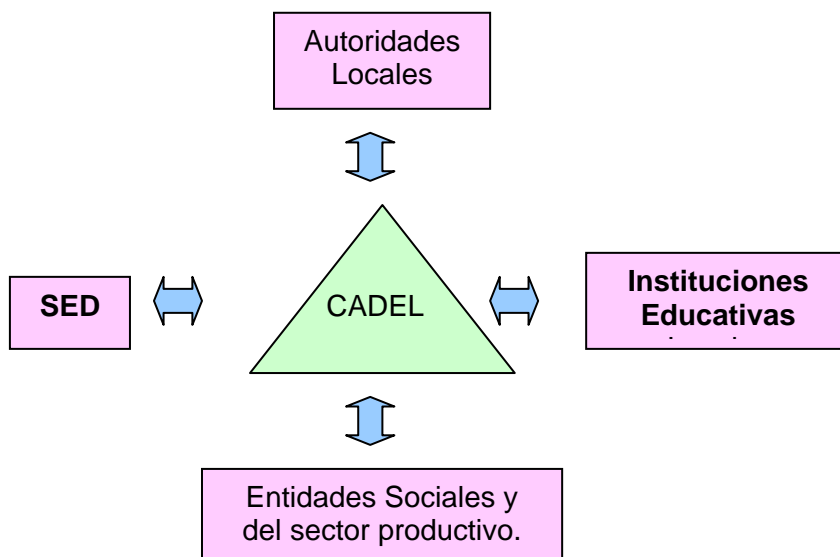 Autoridades
Locales
SED
CADEL
Instituciones
Educativas
Entidades Sociales y
del sector productivo.